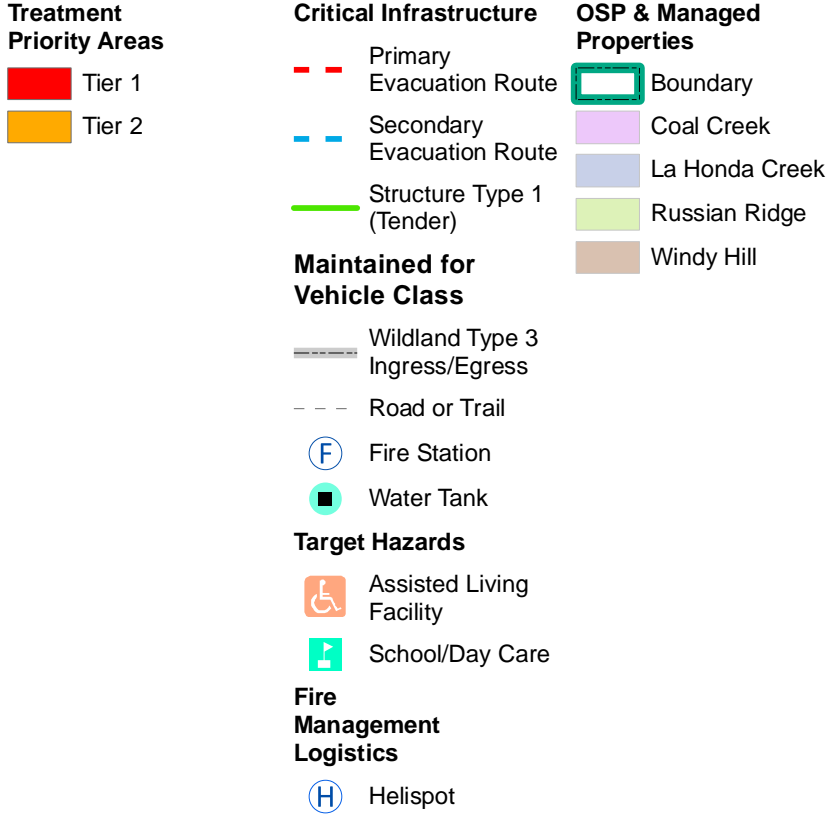 Treatment
Priority Areas
Tier 1
Tier 2
Critical Infrastructure
Primary
Evacuation Route
Secondary
Evacuation Route
Structure Type 1
(Tender)
Maintained for
Vehicle Class
Wildland Type 3
Ingress/Egress
Road or Trail
F
Fire Station
Water Tank
Target Hazards
Assisted Living
Facility
School/Day Care
Fire
Management
Logistics
H
Helispot
OSP & Managed
Properties
Boundary
Coal Creek
La Honda Creek
Russian Ridge
Windy Hill